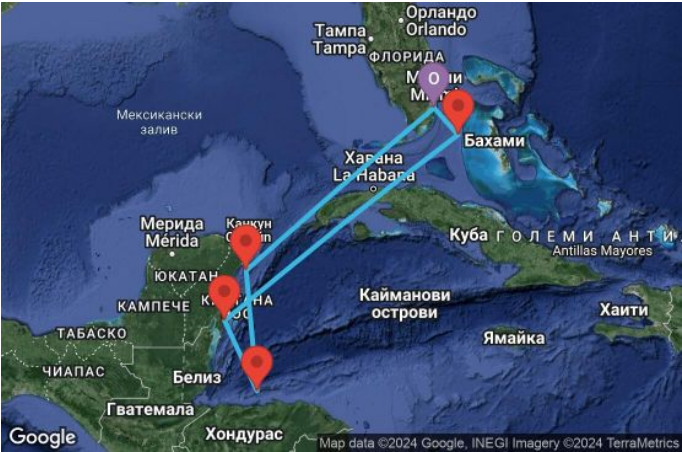 Орландо
Orlando
Тампа
Tampa
ФЛОРИДА
O
Мексикански
залив
Бахами
Хавана
La Habana
Мерида
Mérida
Канкун
Куба
ГОЛЕМИ АНТИ
Antillas Mayores
ЮКАТАН
КАМПЕЧЕ
Кайманови
острови
Хаити
ТАБАСКО
Ямайка
ЧИАПАС
Белиз
Гватемала
Хондурас
Google
Map data ©2024 Google, INEGI Imagery ©2024 TerraMetrics